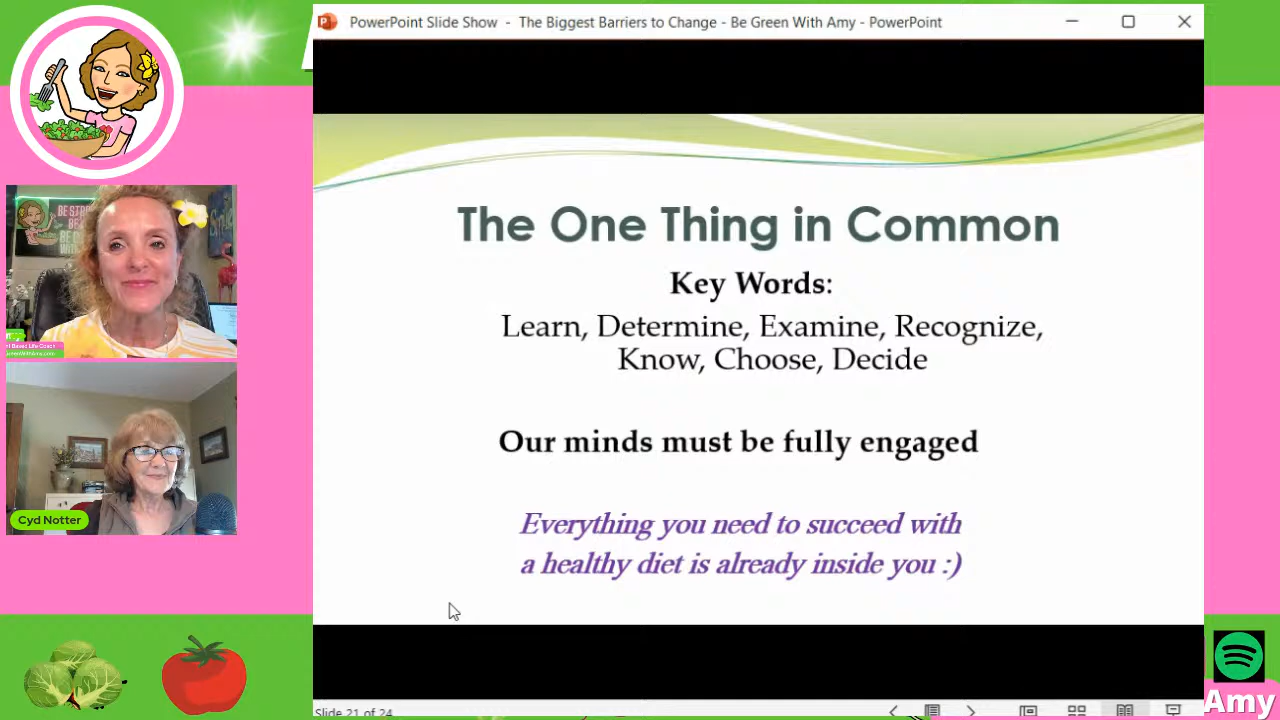 PowerPoint Slide Show - The Biggest Barriers to Change - Be Green With Amy - PowerPoint
The One Thing in Common
Key Words:
Learn, Determine, Examine, Recognize,
Know, Choose, Decide
Our minds must be fully engaged
Everything you need to succeed with
a healthy diet is already inside you :)
Slide 21 of 24
BE STR
Cyd Notter
Amy